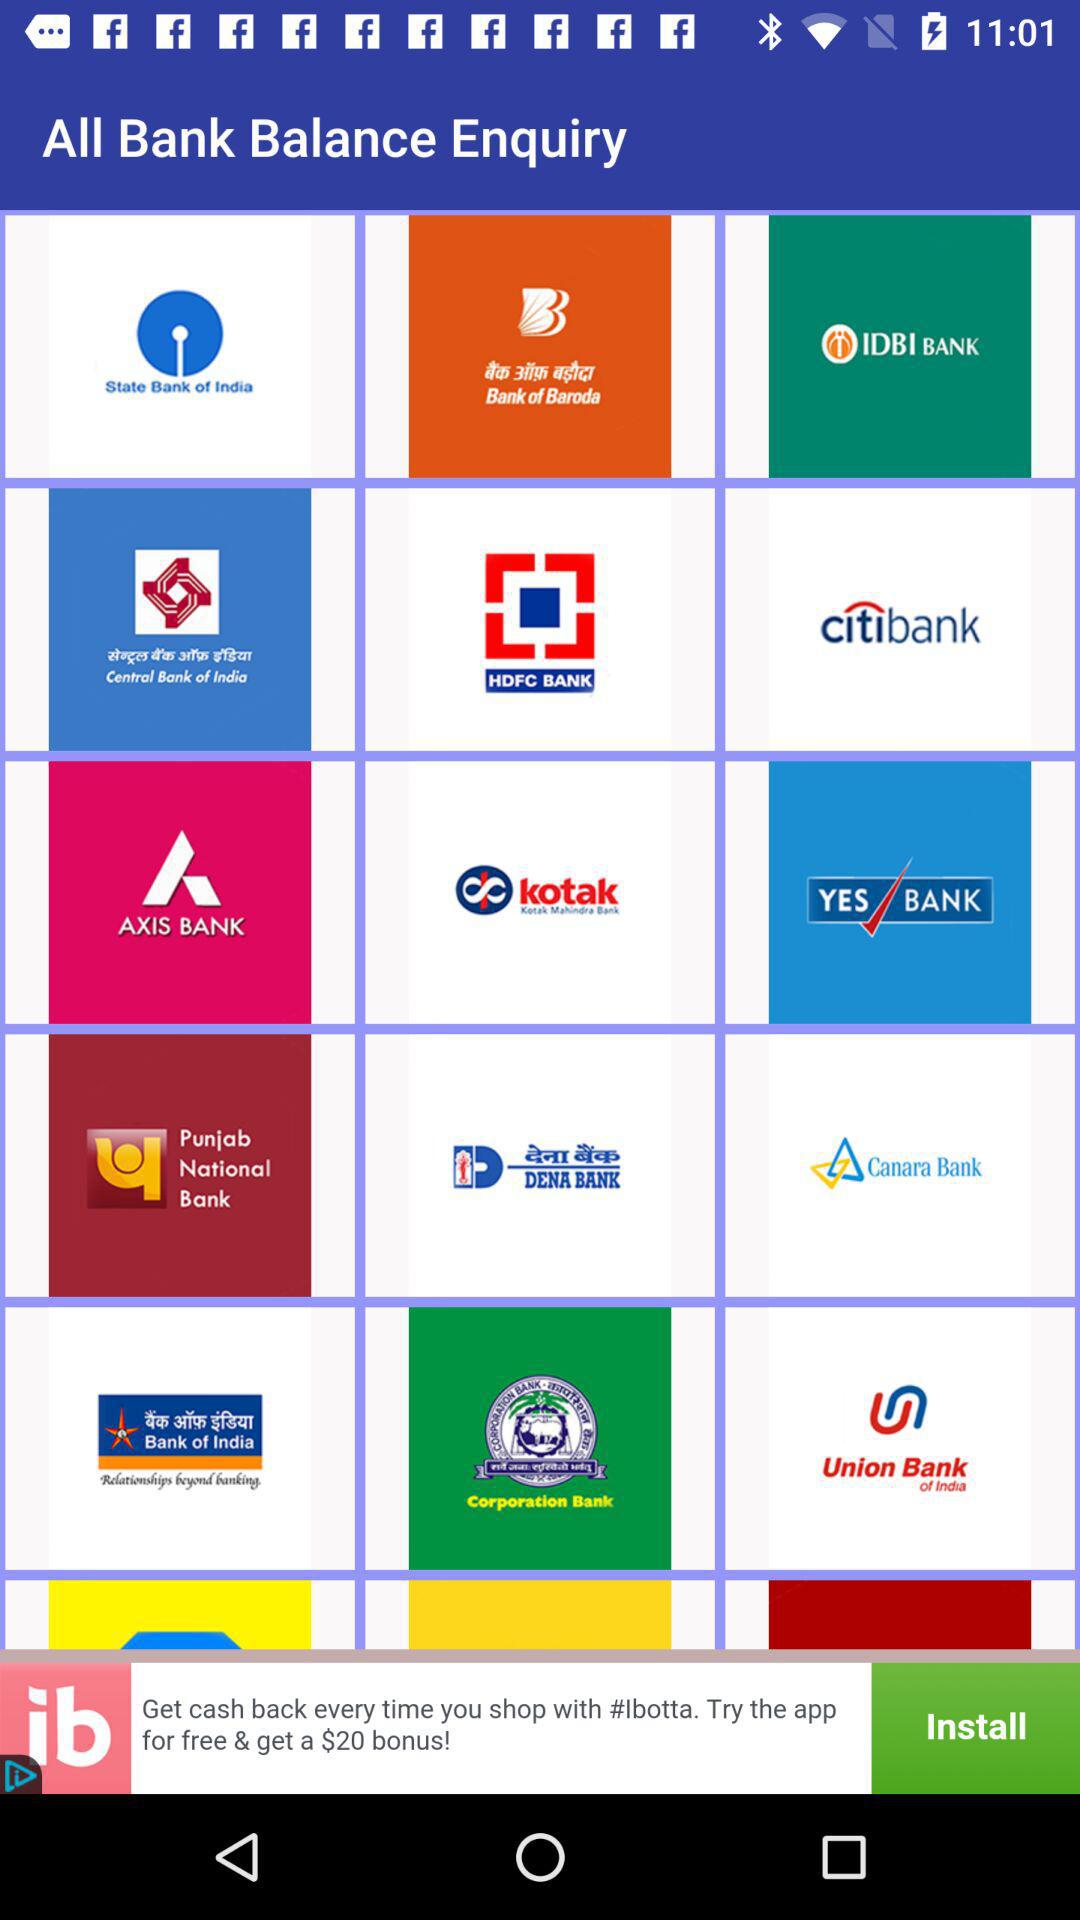 11:01
All Bank Balance Enquiry
State Bank of India
बैंक ऑफ़ बड़ौदा
Bank of Baroda
IDBI BANK
सेन्ट्रल बैंक ऑफ़ इंडिया
Central Bank of India
HDFC BANK
citibank
AXIS BANK
kotak
Kotak Mahindra Bank
YES BANK
Punjab
National
Bank
देना बैंक
DENA BANK
Canara Bank
बैंक ऑफ़ इंडिया
Bank of India
Relationships beyond banking.
CORPORATION BANK
Corporation Bank
Union Bank
of India
ib
Get cash back every time you shop with #Ibotta. Try the app
for free & get a $20 bonus!
Install